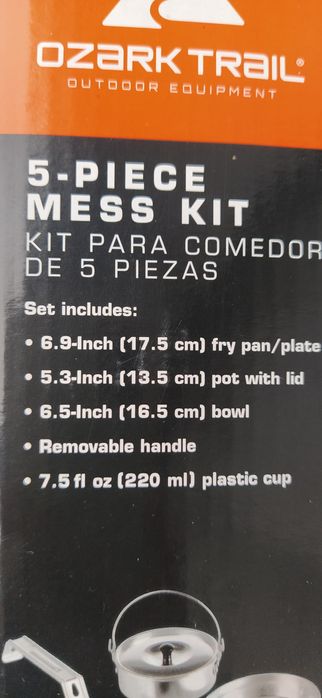 OZARK TRAIL®
OUTDOOR EQUIPMENT
5-PIECE
MESS KIT
KIT PARA COMEDOR
DE 5 PIEZAS
Set includes:
• 6.9-Inch (17.5 cm) fry pan/plate
• 5.3-Inch (13.5 cm) pot with lid
• 6.5-Inch (16.5 cm) bowl
• Removable handle
• 7.5 fl oz (220 ml) plastic cup